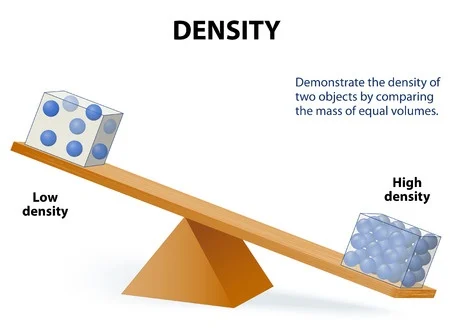 DENSITY
Demonstrate the density of
two objects by comparing
the mass of equal volumes.
Low
density
High
density